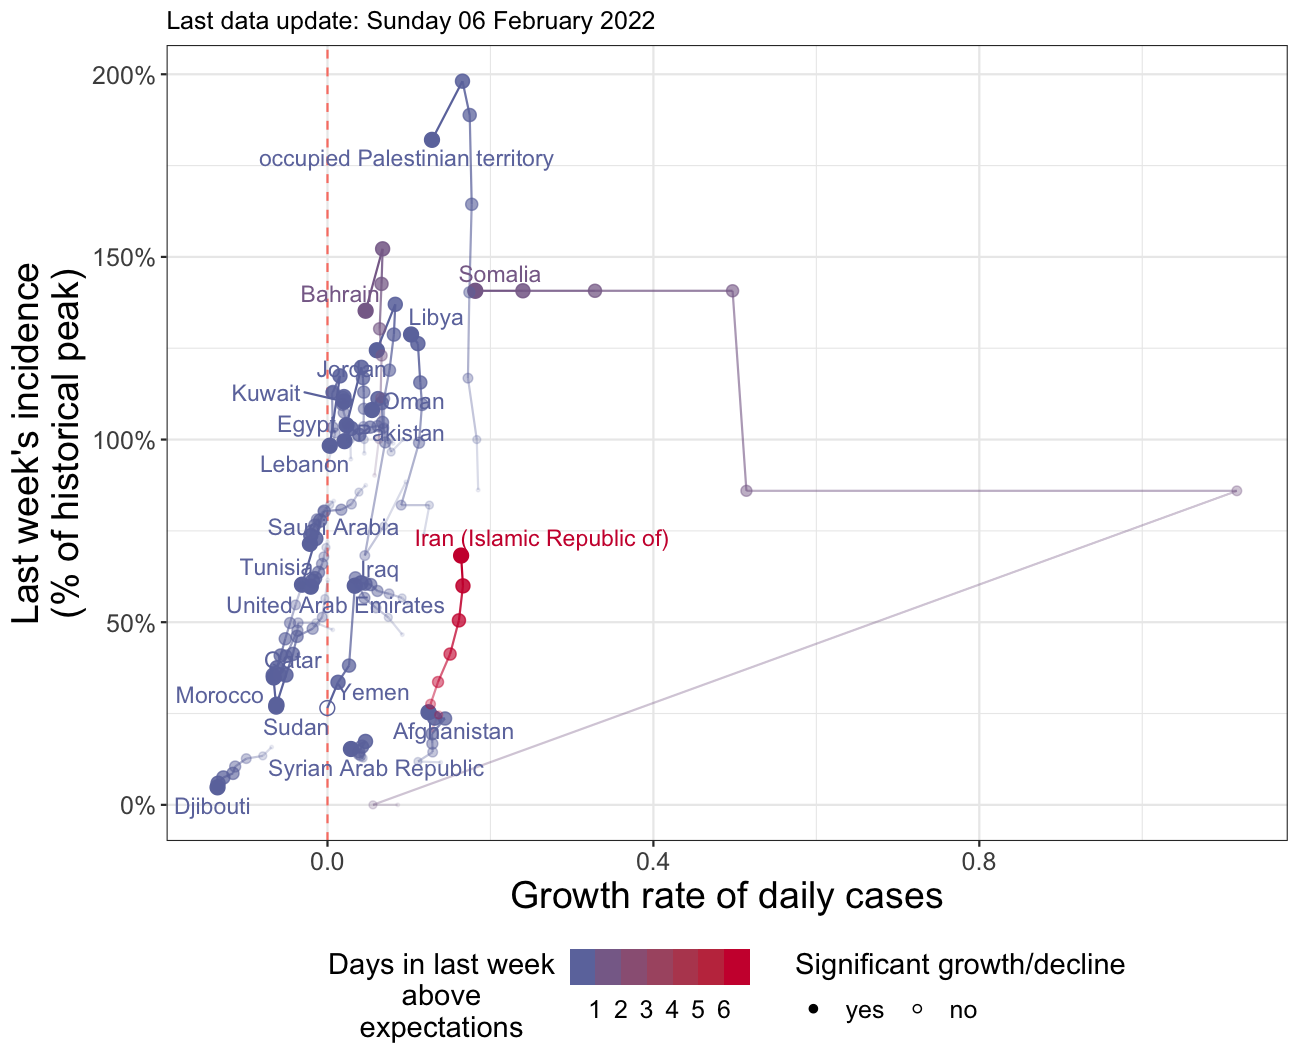 Last data update: Sunday 06 February 2022
200%
150%
100%
50%
0%
Last week's incidence
(% of historical peak)
occupied Palestinian territory
Somalia
Bahrain
Libya
Jordan
Kuwait
Oman
Egypt
Pakistan
Lebanon
Saudi Arabia
Iran (Islamic Republic of)
Tunisia
Iraq
United Arab Emirates
Qatar
Morocco
Yemen
Sudan
Afghanistan
Syrian Arab Republic
Djibouti
0.0
0.4
0.8
Growth rate of daily cases
Days in last week
above
expectations
1 2 3 4 5 6
Significant growth/decline
yes
no